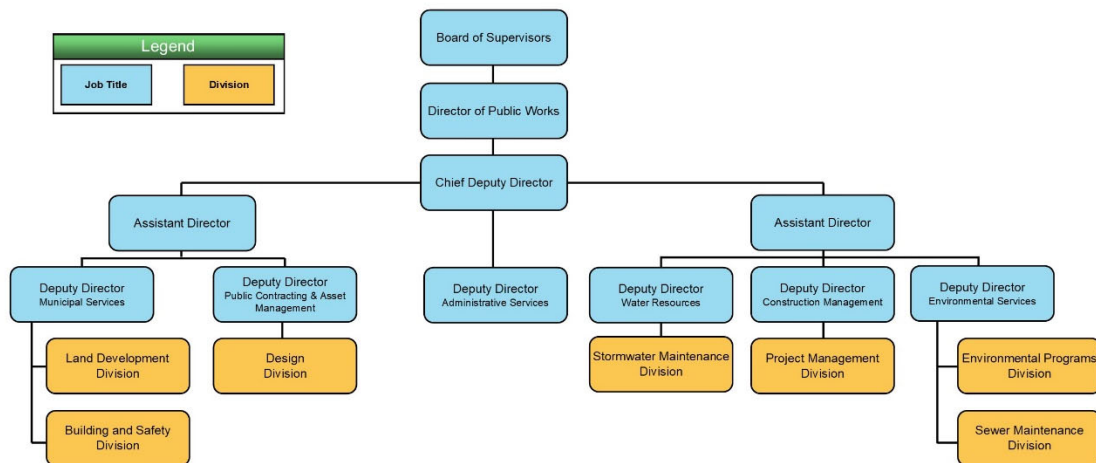 Legend
Job Title
Division
Board of Supervisors
Director of Public Works
Chief Deputy Director
Assistant Director
Assistant Director
Deputy Director
Municipal Services
Deputy Director
Public Contracting & Asset
Management
Deputy Director
Administrative Services
Deputy Director
Water Resources
Deputy Director
Construction Management
Deputy Director
Environmental Services
Land Development
Division
Design
Division
Stormwater Maintenance
Division
Project Management
Division
Environmental Programs
Division
Building and Safety
Division
Sewer Maintenance
Division